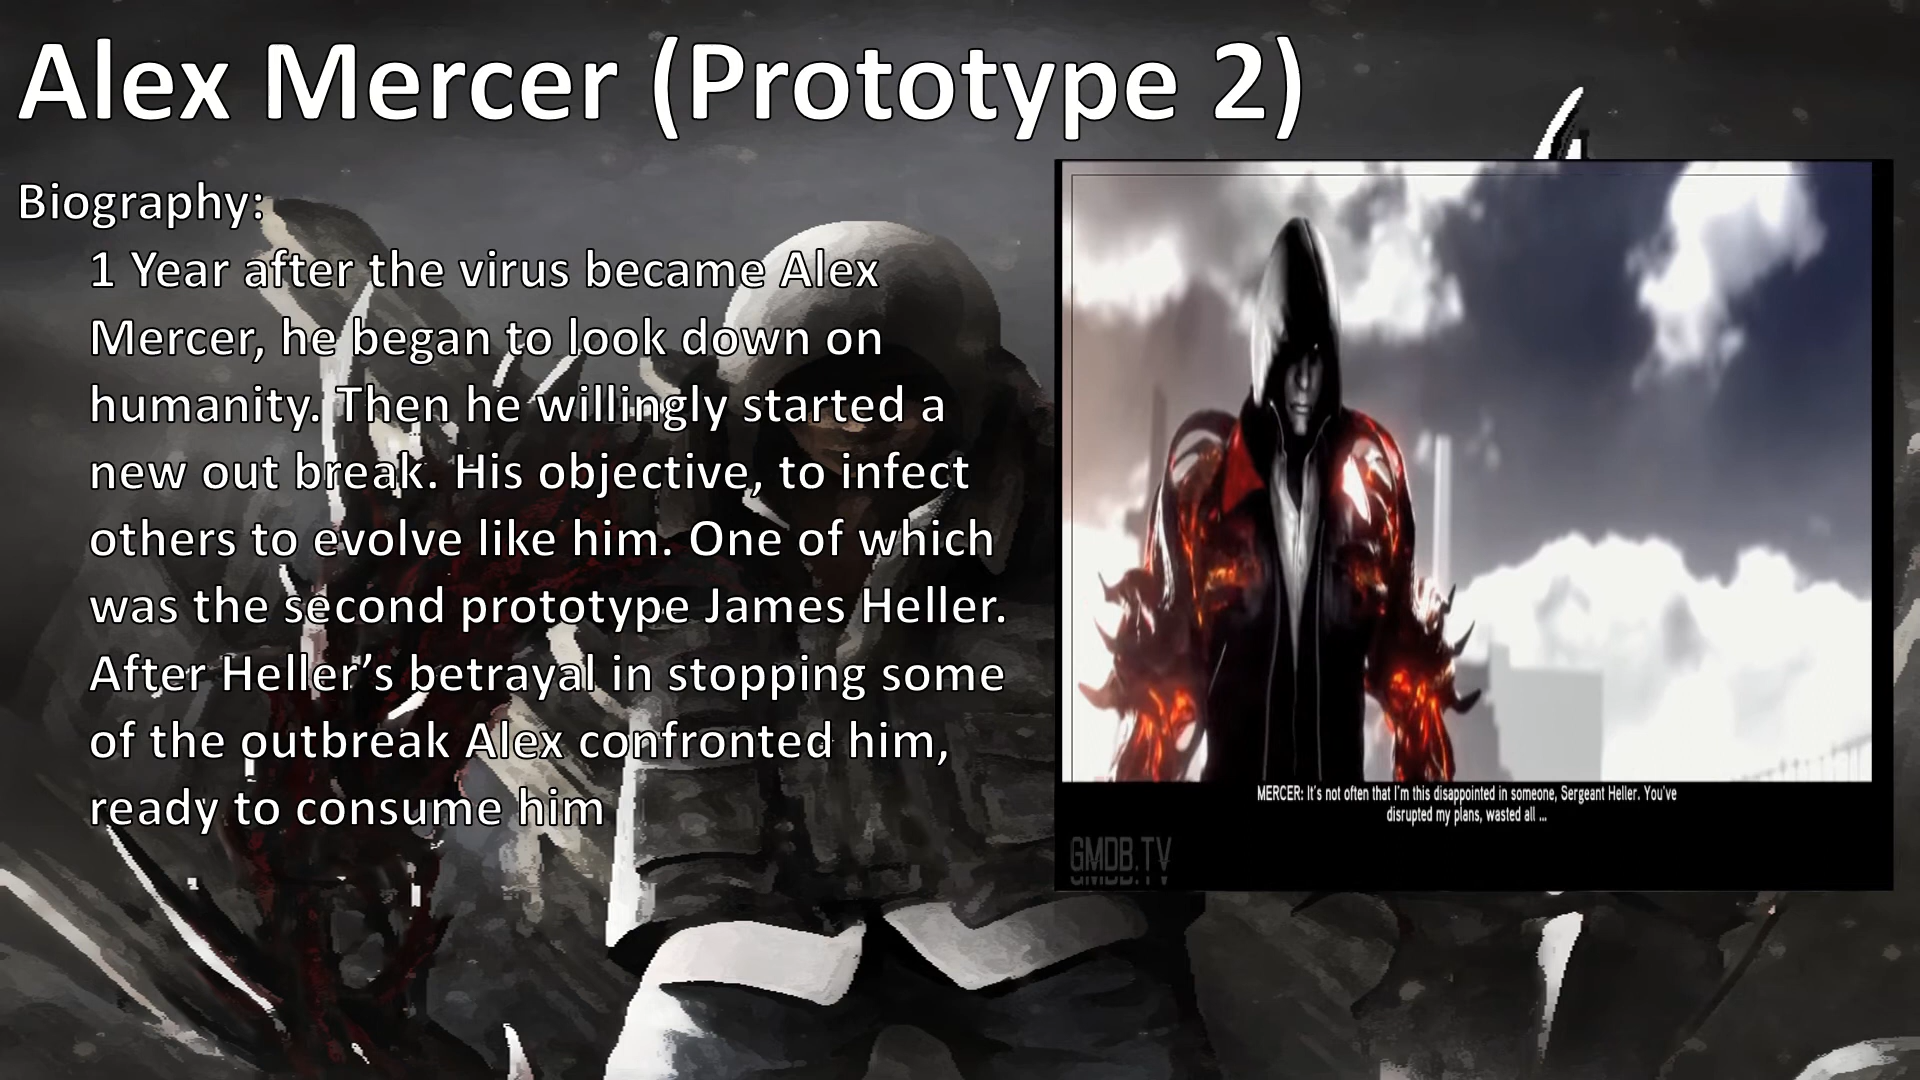 Alex Mercer (Prototype 2)
Biography:
1 Year after the virus became Alex
Mercer, he began to look down on
humanity. Then he willingly started a
new out break. His objective, to infect
others to evolve like him. One of which
was the second prototype James Heller.
After Heller’s betrayal in stopping some
of the outbreak Alex confronted him,
ready to consume him
MERCER: It's not often that I'm this disappointed in someone, Sergeant Heller. You've
disrupted my plans, wasted all ...
GMDB.TV